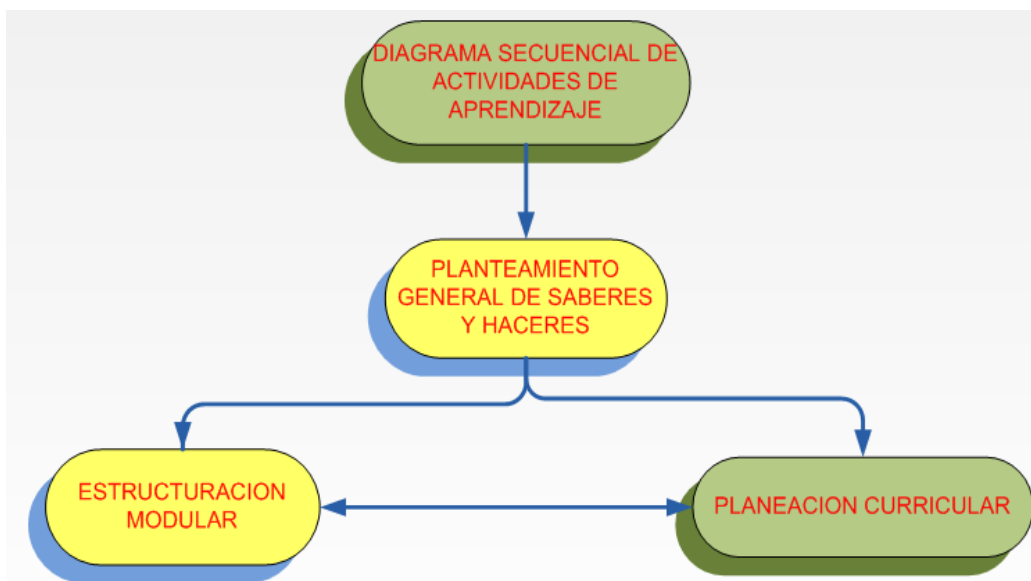 DIAGRAMA SECUENCIAL DE
ACTIVIDADES DE
APRENDIZAJE
PLANTEAMIENTO
GENERAL DE SABERES
Y HACERES
ESTRUCTURACION
MODULAR
PLANEACION CURRICULAR